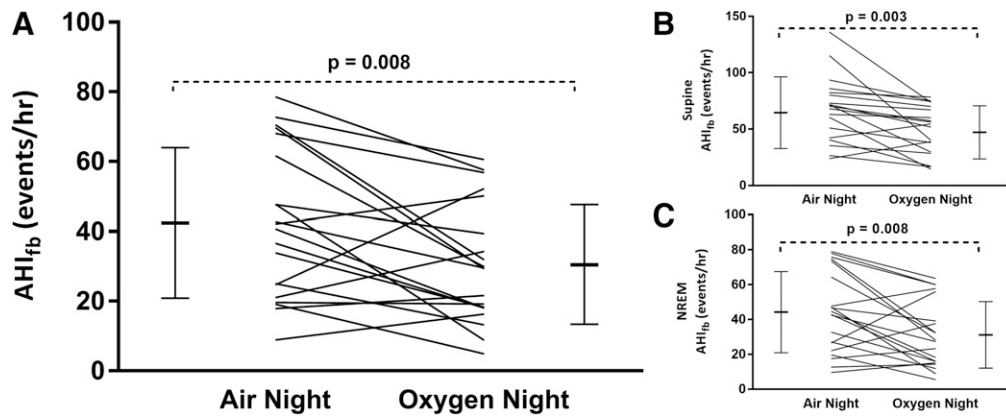 A
AHIfb (events/hr)
100
80
60
40
20
0
p = 0.008
Air Night
Oxygen Night
B
Supine
AHIfb (events/hr)
150
100
50
0
p = 0.003
Air Night
Oxygen Night
C
NREM
AHIfb (events/hr)
100
80
60
40
20
0
p = 0.008
Air Night
Oxygen Night